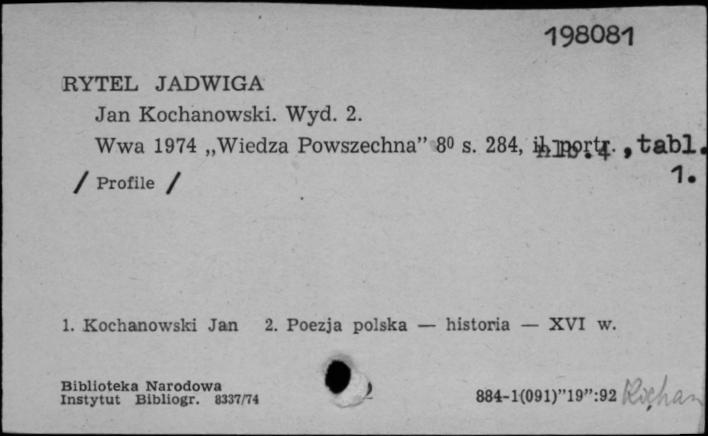 198081
RYTEL JADWIGA
Jan Kochanowski. Wyd. 2.
Wwa 1974 „Wiedza Powszechna” 8⁰ s. 284, il. portr. , tabl.
1.
/ Profile /
1. Kochanowski Jan 2. Poezja polska — historia — XVI w.
Biblioteka Narodowa
Instytut Bibliogr. 8337/74
884-1(091)”19”:92